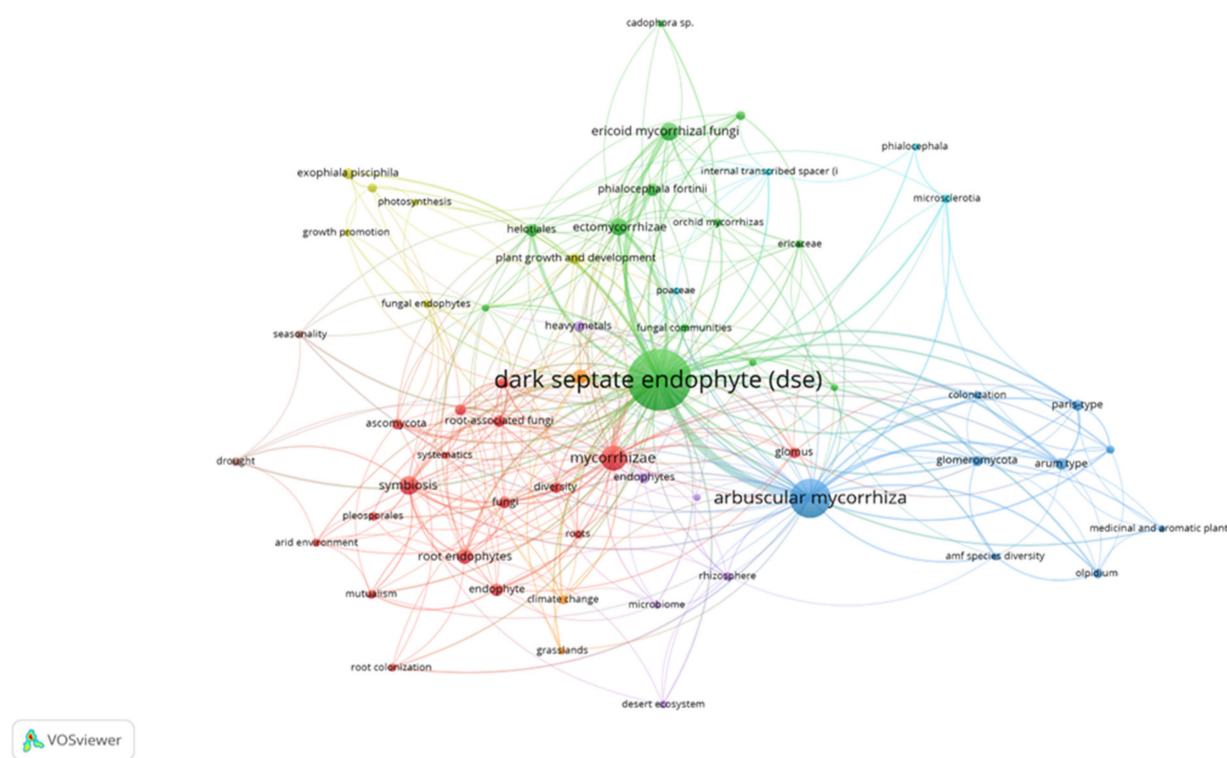 cadophora sp.
ericoid mycorrhizal fungi
phialocephala
internal transcribed spacer (i
exophiala pisciphila
phialocephala fortinii
photosynthesis
microsclerotia
orchid mycorrhizas
helotiales
ectomycorrhizae
growth promotion
ericaceae
plant growth and development
poaceae
fungal endophytes
heavy metals
fungal communities
seasonality
dark septate endophyte (dse)
colonization
paris-type
root-associated fungi
ascomycota
glomus
systematics
mycorrhizae
drought
glomeromycota
arum type
endophytes
symbiosis
diversity
arbuscular mycorrhiza
fungi
pleosporales
medicinal and aromatic plant
roots
arid environment
root endophytes
amf species diversity
olpidium
rhizosphere
endophyte
mutualism
climate change
microbiome
grasslands
root colonization
desert ecosystem
VOSviewer